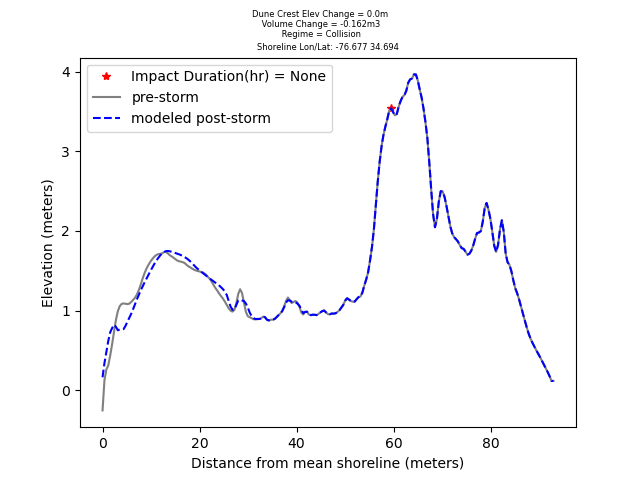 Dune Crest Elev Change = 0.0m
Volume Change = -0.162m3
Regime = Collision
Shoreline Lon/Lat: -76.677 34.694
Impact Duration(hr) = None
pre-storm
modeled post-storm
Elevation (meters)
4
3
2
1
0
0 20 40 60 80
Distance from mean shoreline (meters)